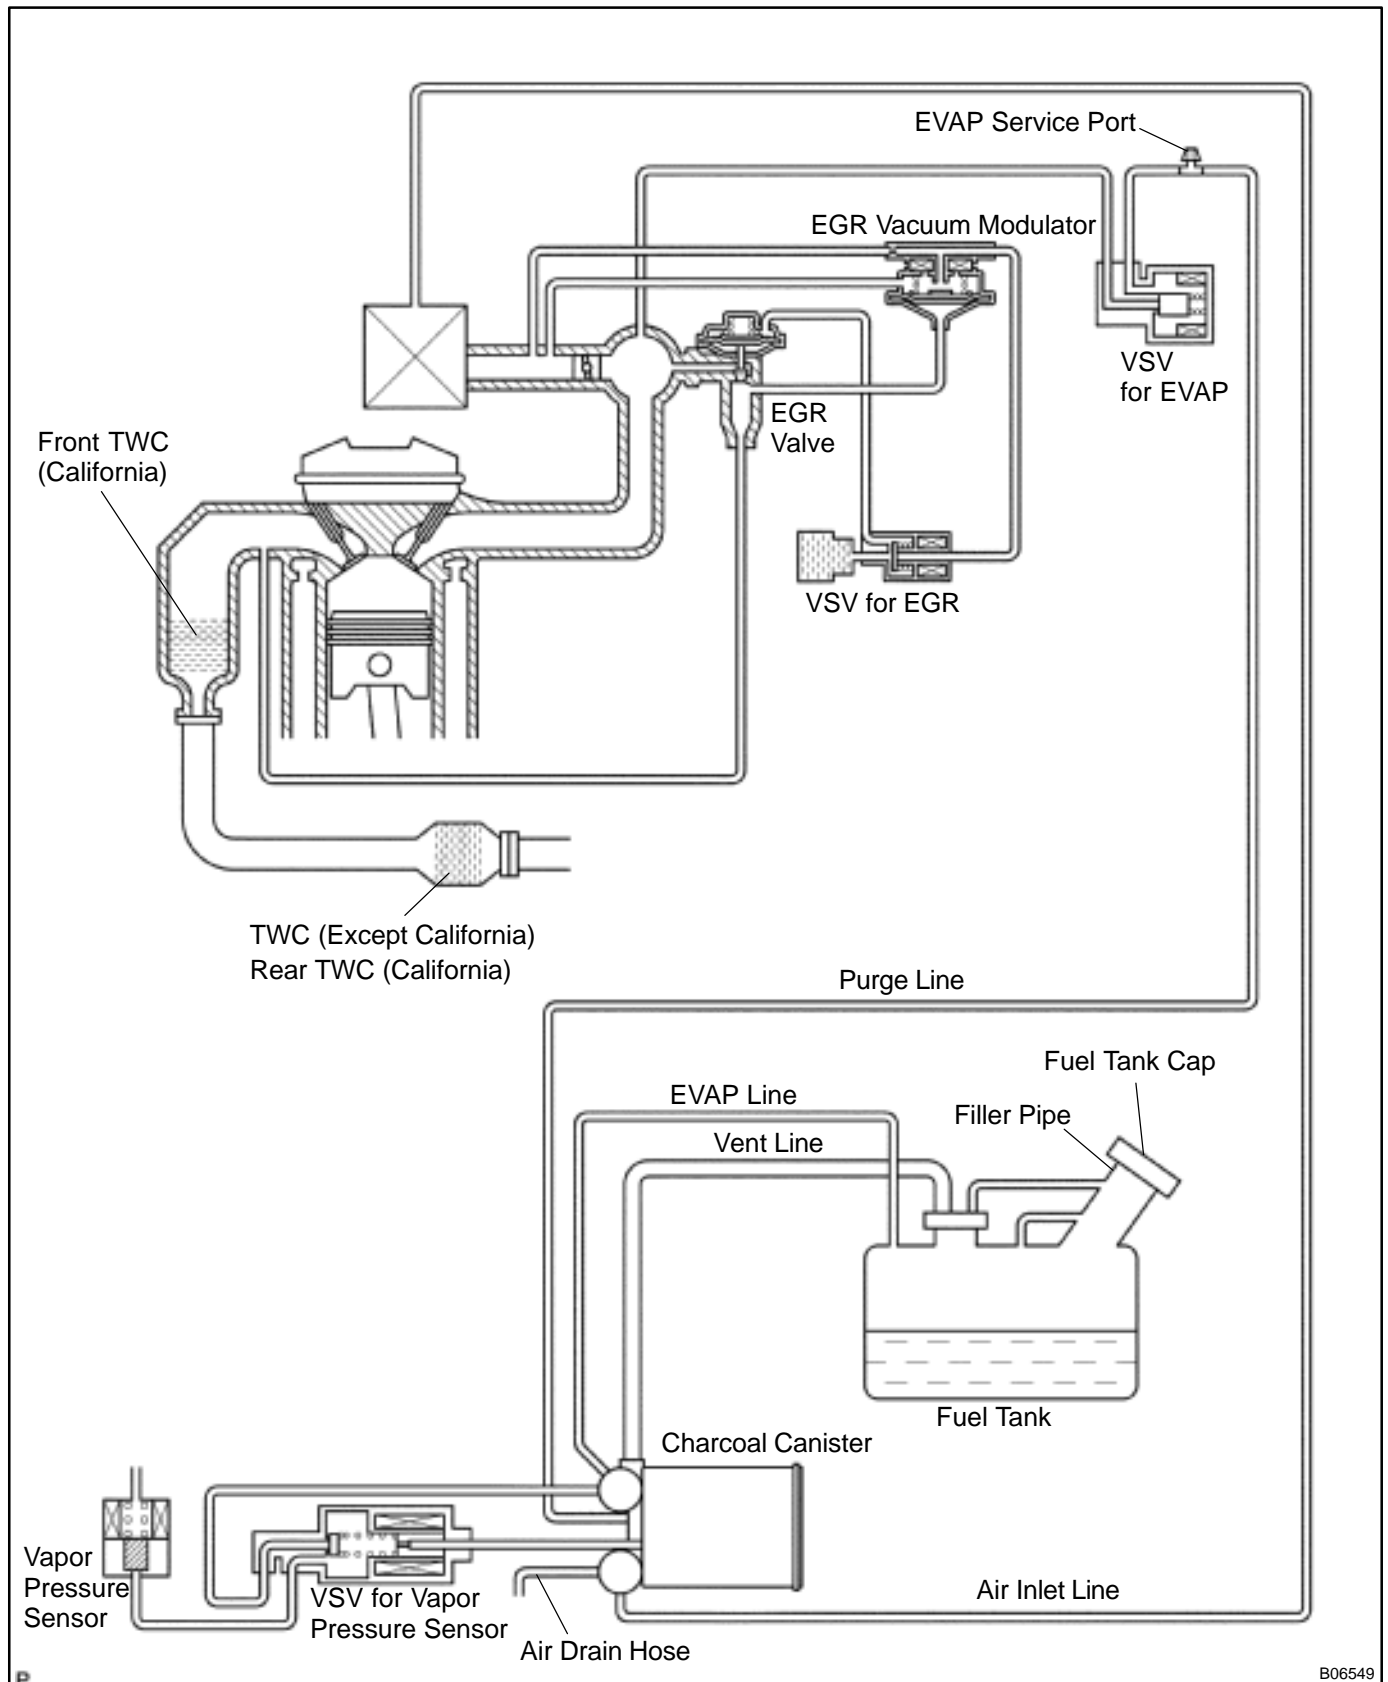 EVAP Service Port
EGR Vacuum Modulator
VSV
for EVAP
EGR
Valve
Front TWC
(California)
VSV for EGR
TWC (Except California)
Rear TWC (California)
Purge Line
Fuel Tank Cap
EVAP Line
Filler Pipe
Vent Line
Fuel Tank
Charcoal Canister
Vapor
Pressure
Sensor
VSV for Vapor
Pressure Sensor
Air Inlet Line
Air Drain Hose
P
B06549